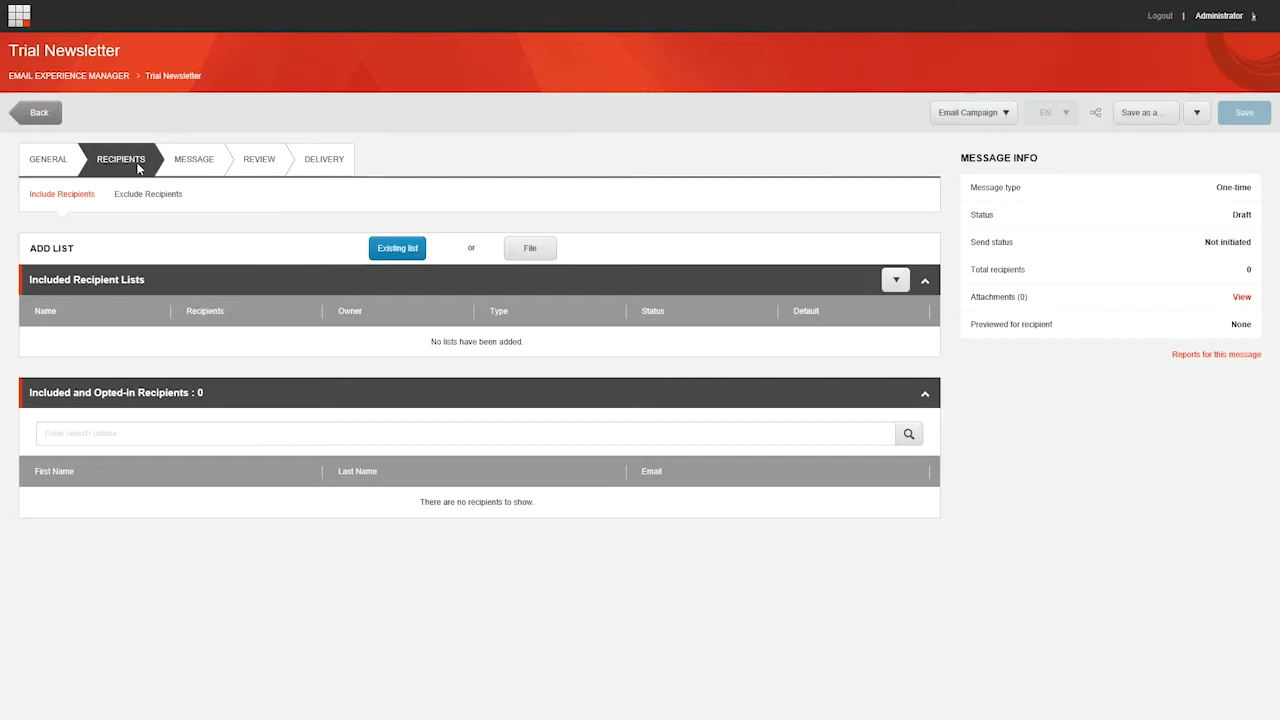 Logout | Administrator
Trial Newsletter
EMAIL EXPERIENCE MANAGER > Trial Newsletter
Back
Email Campaign
EN
Save as a...
Save
GENERAL
RECIPIENTS
MESSAGE
REVIEW
DELIVERY
Include Recipients
Exclude Recipients
ADD LIST
Existing list
or
File
Included Recipient Lists
Name
Recipients
Owner
Type
Status
Default
No lists have been added.
Included and Opted-in Recipients : 0
Enter search criteria
First Name
Last Name
Email
There are no recipients to show.
MESSAGE INFO
Message type One-time
Status Draft
Send status Not initiated
Total recipients 0
Attachments (0) View
Previewed for recipient None
Reports for this message